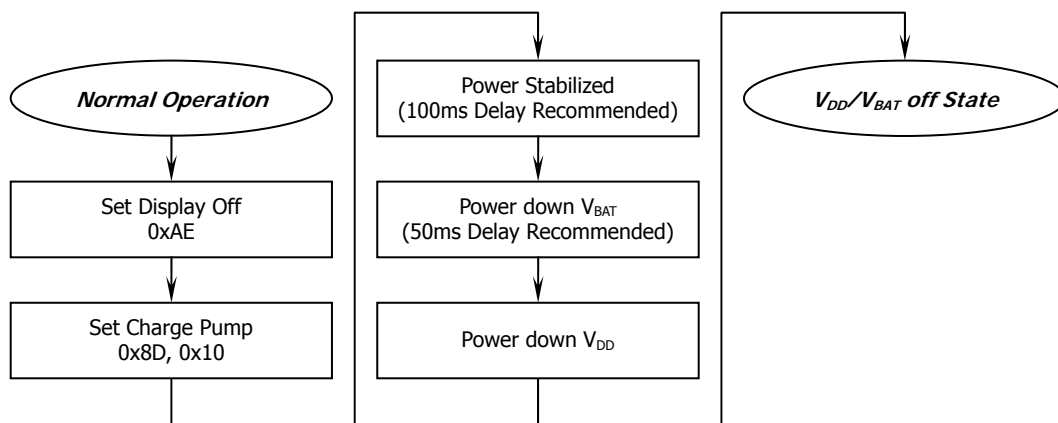 Normal Operation
Set Display Off
0xAE
Set Charge Pump
0x8D, 0x10
Power Stabilized
(100ms Delay Recommended)
Power down VBAT
(50ms Delay Recommended)
Power down VDD
VDD/VBAT off State